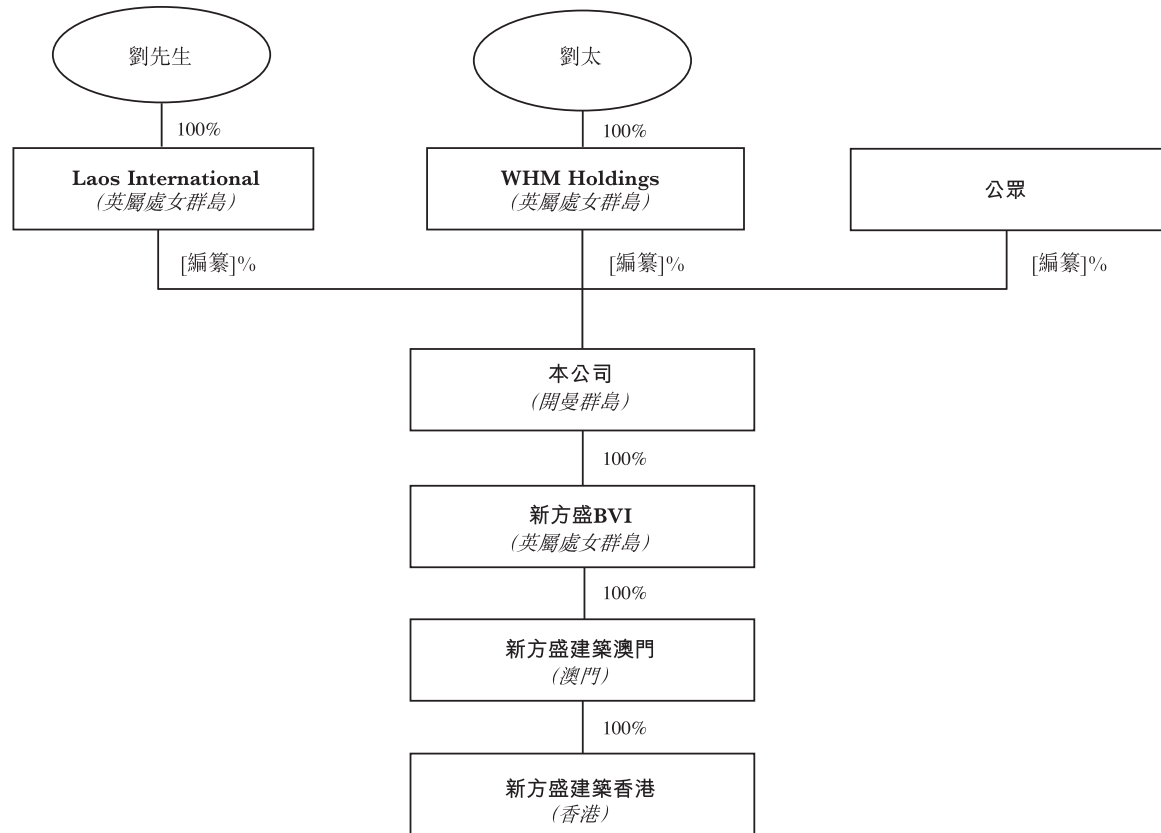 劉先生
劉太
100%
100%
Laos International
(英屬處女群島)
WHM Holdings
(英屬處女群島)
公眾
[編纂]%
[編纂]%
[編纂]%
本公司
(開曼群島)
100%
新方盛BVI
(英屬處女群島)
100%
新方盛建築澳門
(澳門)
100%
新方盛建築香港
(香港)